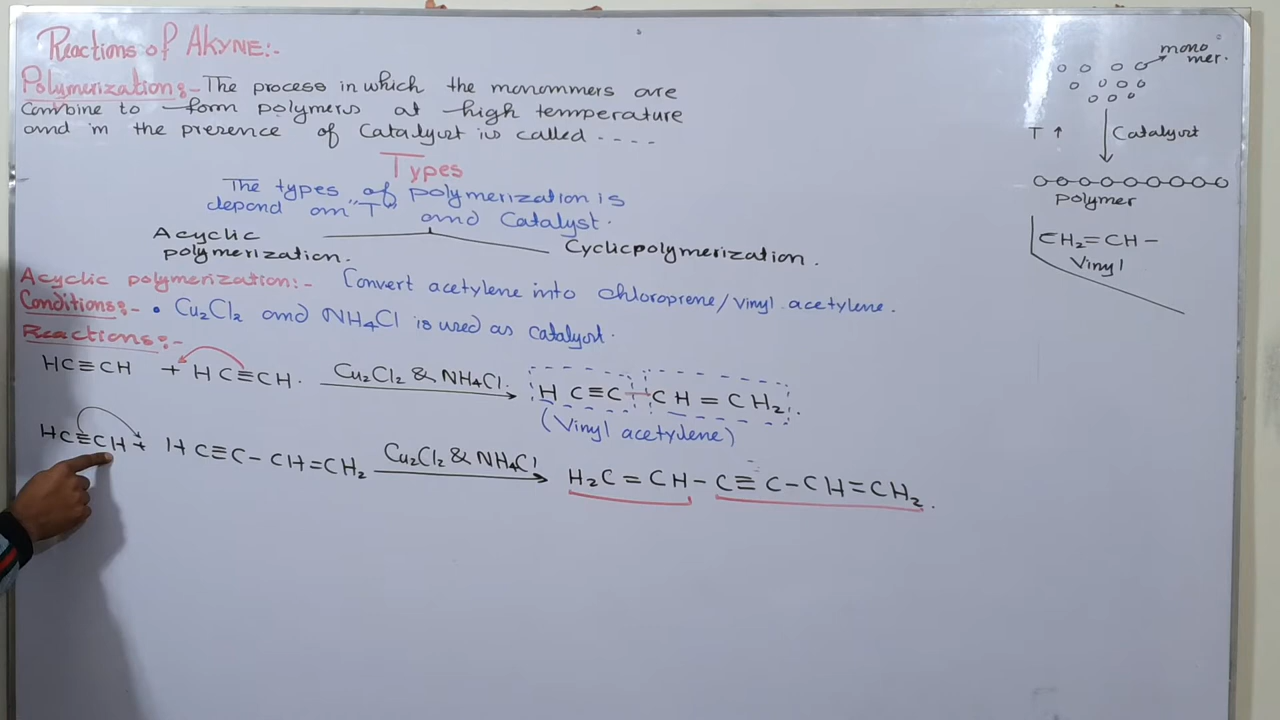 Reactions of AkYNE:-
Polymerization:- The process in which the monommers are
combine to form polymers at high temperature
and in the presence of Catalyst is called ----
Types
The types of polymerization is
depond on "T" and Catalyst.
Acyclic
polymerization.
Cyclicpolymerization.
Acyclic polymerization:- Convert acetylene into chloroprene/vinyl acetylene.
Conditions:- • Cu₂Cl₂ and NH₄Cl is used as catalyst.
Reactions:-
HC≡CH + HC≡CH. Cu₂Cl₂ & NH₄Cl. HC≡C-CH=CH₂.
(Vinyl acetylene)
HC≡CH + HC≡C-CH=CH₂ Cu₂Cl₂ & NH₄Cl H₂C=CH-C≡C-CH=CH₂.
mono
mer.
T ↑ Catalyst
polymer
CH₂=CH-
Vinyl